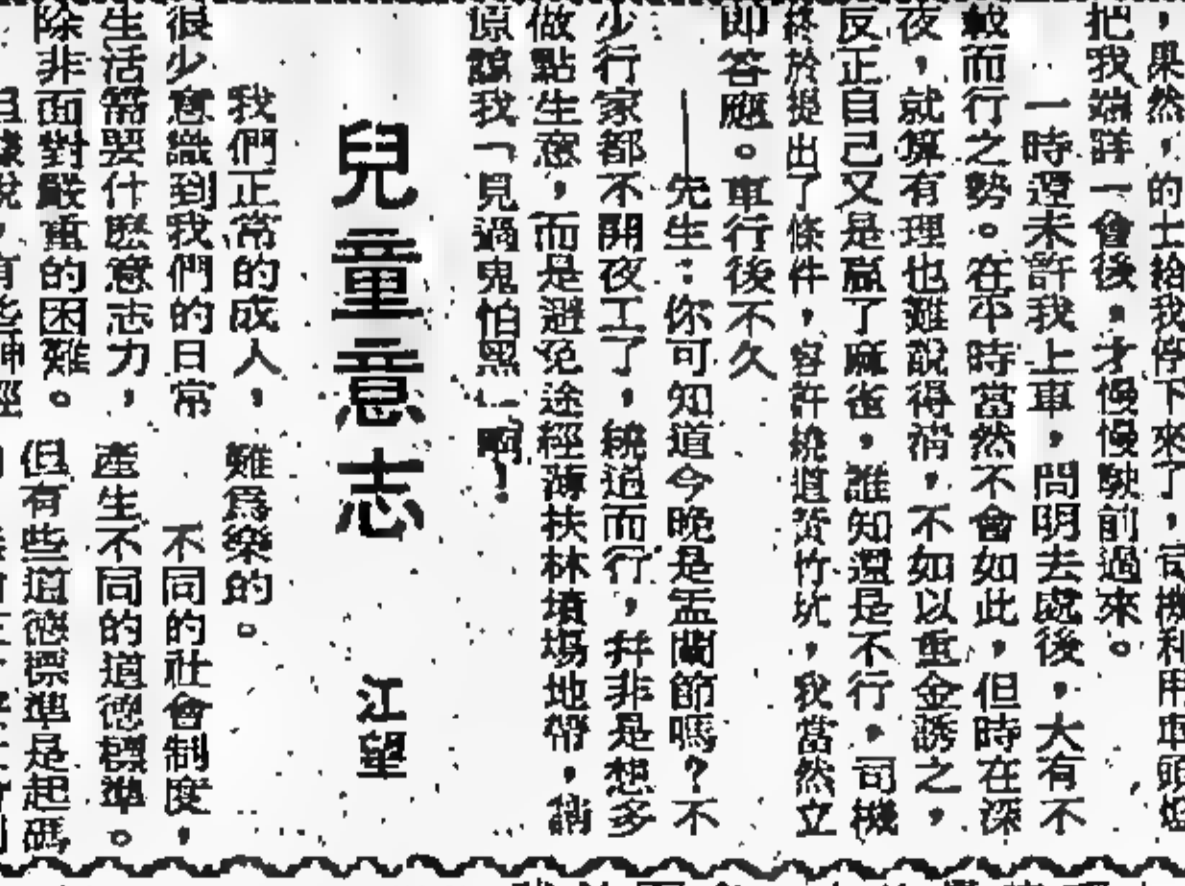 ，果然，的士給我停下來了，司機利用車頭燈
把我端詳一會後，才慢慢駛前過來。
一時還未許我上車，問明去處後，大有不
載而行之勢。在平時當然不會如此，但時在深
夜，就算有理也難說得清，不如以重金誘之，
反正自己又是贏了麻雀，誰知還是不行，司機
終於提出了條件，容許繞道黃竹坑，我當然立
即答應。車行後不久
——先生：你可知道今晚是盂蘭節嗎？不
少行家都不開夜工了，繞過而行，并非是想多
做點生意，而是避免途經薄扶林墳場地帶，請
原諒我「見過鬼怕黑」啊！
兒童意志
江望
我們正常的成人，
很少意識到我們的日常
生活需要什麽意志力，
除非面對嚴重的困難。
且據說，有些神經
難爲樂的。
不同的社會制度，
產生不同的道德標準。
但有些道德標準是起碼